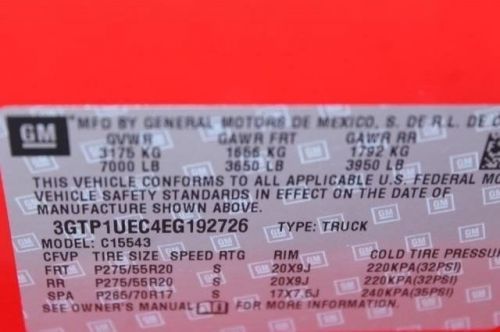 GM MFD BY GENERAL MOTORS DE MEXICO, S. DE R.L. DE C
GVWR GAWR FRT GAWR RR
3175 KG 1656 KG 1792 KG
7000 LB 3650 LB 3950 LB
THIS VEHICLE CONFORMS TO ALL APPLICABLE U.S. FEDERAL M
VEHICLE SAFETY STANDARDS IN EFFECT ON THE DATE OF
MANUFACTURE SHOWN ABOVE.
3GTP1UEC4EG192726 TYPE: TRUCK
MODEL: C15543
CFVP TIRE SIZE SPEED RTG RIM COLD TIRE PRESSU
FRT P275/55R20 S 20X9J 220KPA(32PSI)
RR P275/55R20 S 20X9J 220KPA(32PSI)
SPA P265/70R17 S 17X7.5J 240KPA(35PSI)
SEE OWNER'S MANUAL GM FOR MORE INFORMATION.